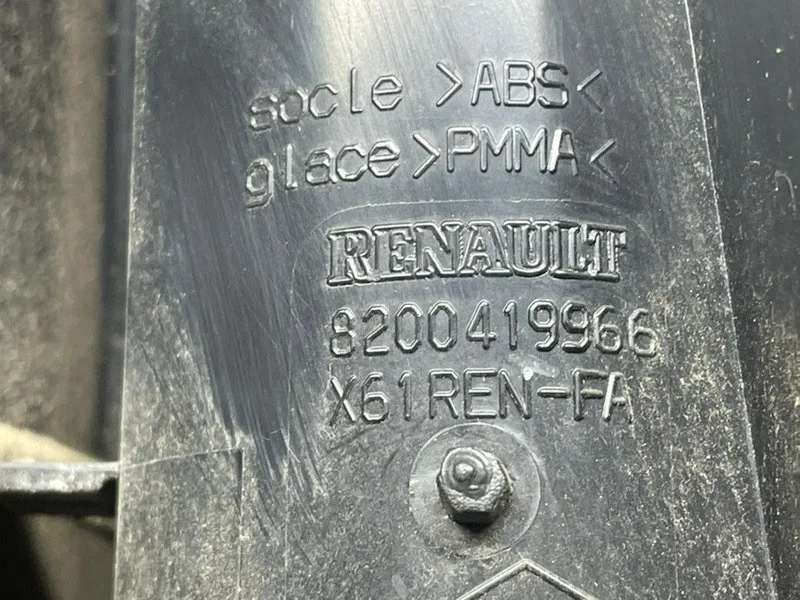 socle >ABS<
glace >PMMA<
RENAULT
8200419966
X61REN-FA